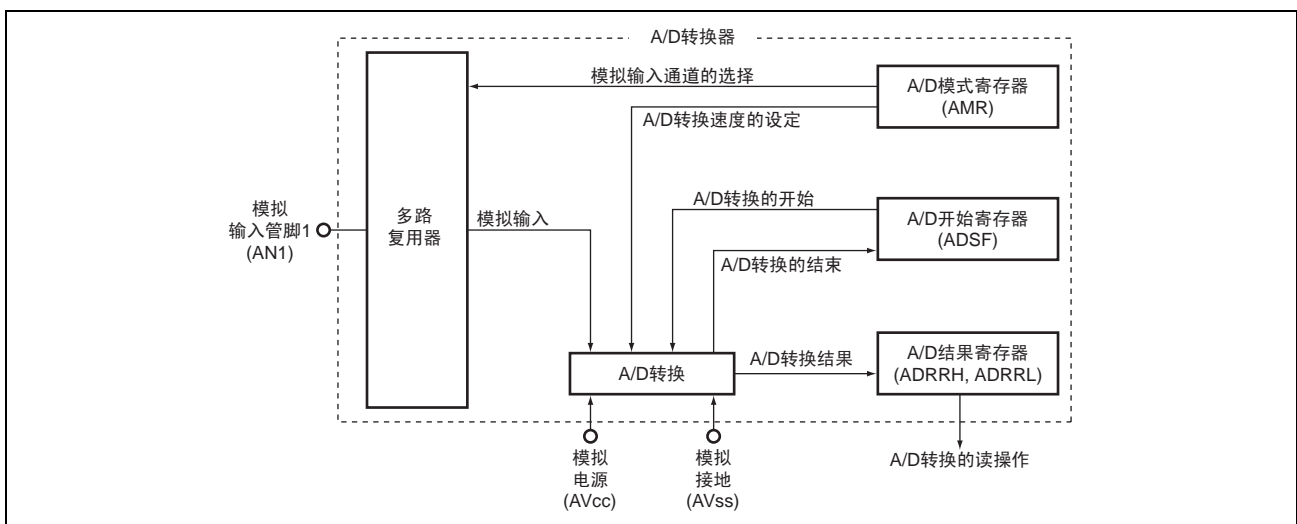 A/D转换器
模拟输入通道的选择
A/D模式寄存器
(AMR)
A/D转换速度的设定
A/D转换的开始
模拟
输入管脚1
(AN1)
多路
复用器
模拟输入
A/D开始寄存器
(ADSF)
A/D转换的结束
A/D转换
A/D转换结果
A/D结果寄存器
(ADRRH, ADRRL)
模拟
电源
(AVcc)
模拟
接地
(AVss)
A/D转换的读操作